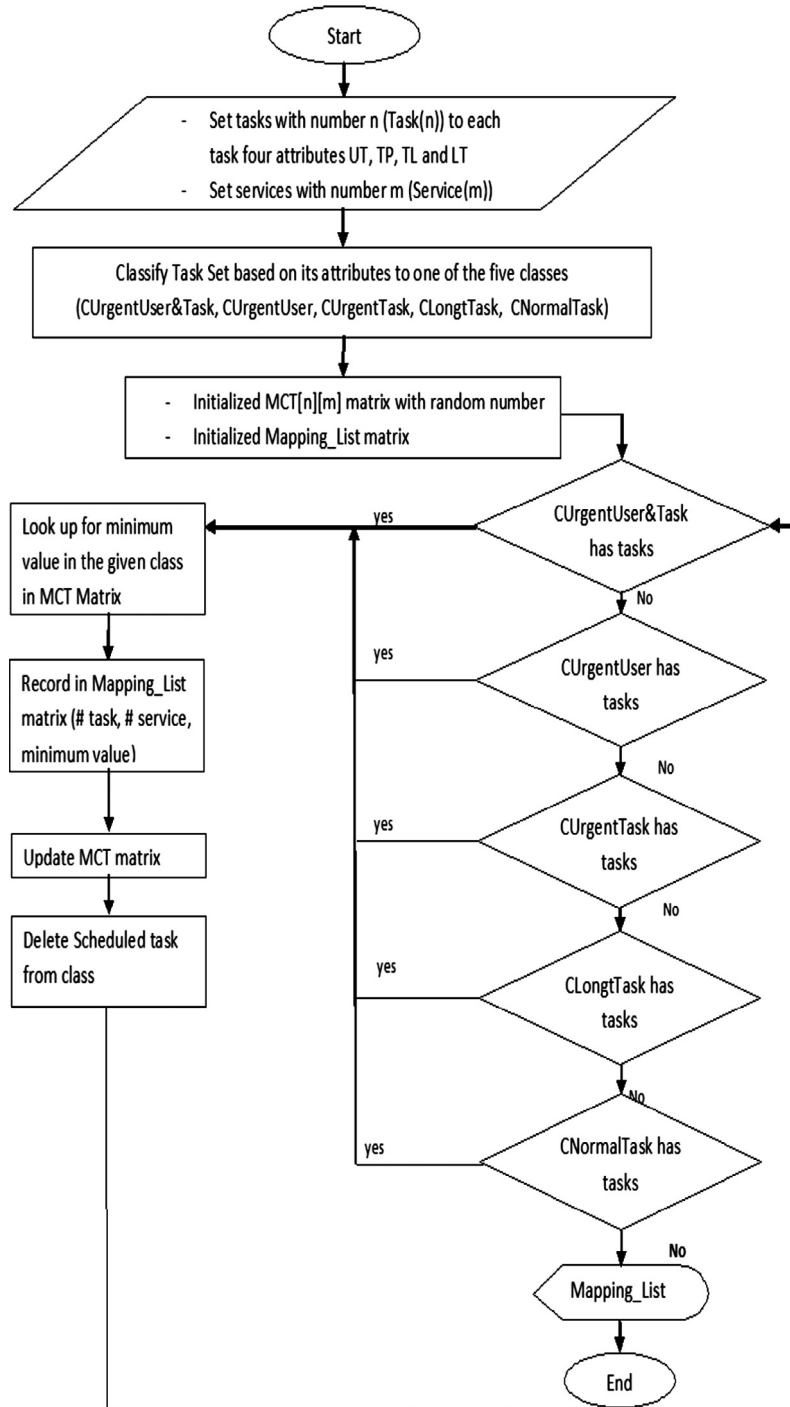 Start
- Set tasks with number n (Task(n)) to each
task four attributes UT, TP, TL and LT
- Set services with number m (Service(m))
Classify Task Set based on its attributes to one of the five classes
(CUrgentUser&Task, CUrgentUser, CUrgentTask, CLongtTask, CNormalTask)
- Initialized MCT[n][m] matrix with random number
- Initialized Mapping_List matrix
CUrgentUser&Task
has tasks
yes
Look up for minimum
value in the given class
in MCT Matrix
No
CUrgentUser has
tasks
yes
Record in Mapping_List
matrix (# task, # service,
minimum value)
No
CUrgentTask has
tasks
yes
Update MCT matrix
No
Delete Scheduled task
from class
CLongtTask has
tasks
yes
No
CNormalTask has
tasks
yes
No
Mapping_List
End